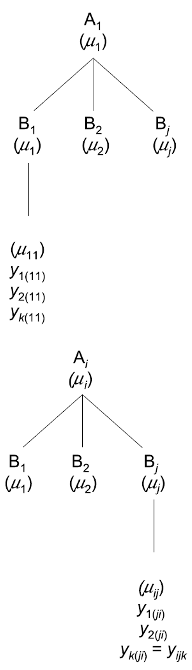 A₁
(μ₁)
B₁ B₂ Bⱼ
(μ₁) (μ₂) (μⱼ)
(μ₁₁)
y₁₍₁₁₎
y₂₍₁₁₎
yₖ₍₁₁₎
Aᵢ
(μᵢ)
B₁ B₂ Bⱼ
(μ₁) (μ₂) (μⱼ)
(μᵢⱼ)
y₁₍ⱼᵢ₎
y₂₍ⱼᵢ₎
yₖ₍ⱼᵢ₎ = yᵢⱼₖ